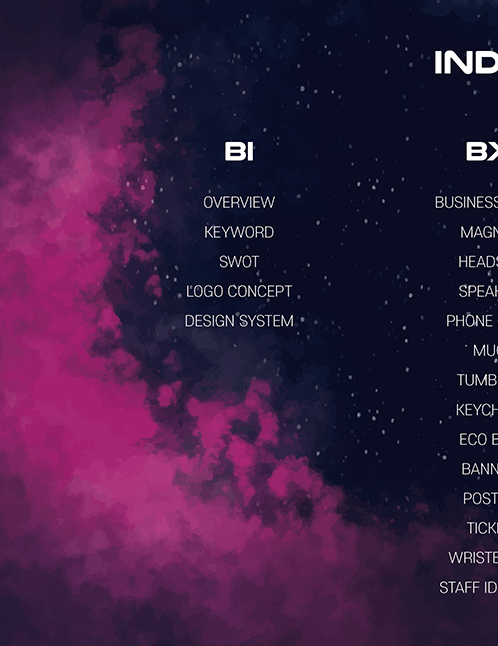 IND
BI
BX
OVERVIEW
KEYWORD
SWOT
LOGO CONCEPT
DESIGN SYSTEM
BUSINESS
MAGN
HEADS
SPEAK
PHONE
MUG
TUMB
KEYCH
ECO B
BANN
POST
TICK
WRISTE
STAFF ID